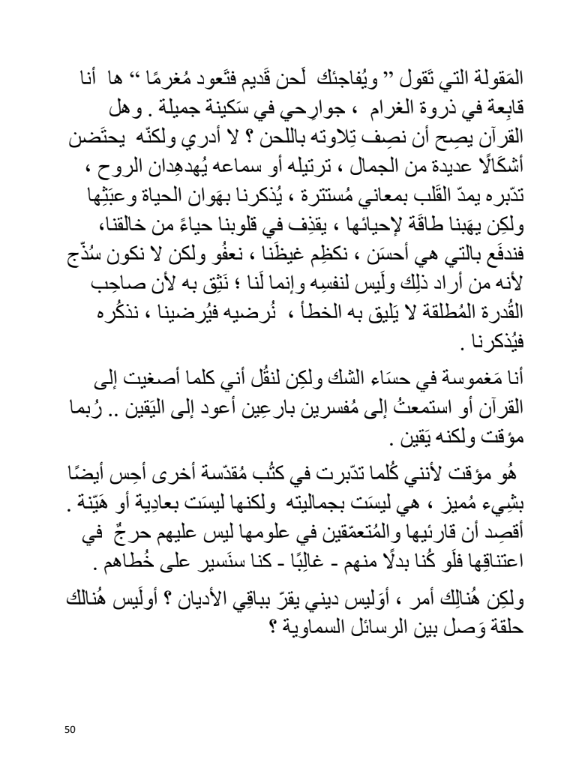 المَقولة التي تَقول ” ويُفاجئك لَحن قَديم فتَعود مُغرمًا “ ها أنا
قابِعة في ذروة الغرام ، جوارِحي في سَكينة جميلة . وهل
القرآن يصِح أن نصِف تِلاوته باللحن ؟ لا أدري ولكنّه يحتَضن
أشكَالًا عديدة من الجمال ، ترتيله أو سماعه يُهدهِدان الروح ،
تدّبره يمدّ القَلب بمعاني مُستترة ، يُذكرنا بهَوان الحياة وعبَثِها
ولكِن يهَبنا طاقَة لإحيائها ، يقذِف في قلوبنا حياءً من خالقنا،
فندفَع بالتي هي أحسَن ، نكظِم غيظَنا ، نعفُو ولكن لا نكون سُذّج
لأنه من أراد ذلِك ولَيس لنفسِه وإنما لَنا ؛ نَثِق به لأن صاحِب
القُدرة المُطلقة لا يَليق به الخطأ ، نُرضيه فيُرضينا ، نذكُره
فيُذكرنا .
أنا مَغموسة في حسَاء الشك ولكِن لنقُل أني كلما أصغيت إلى
القرآن أو استمعتُ إلى مُفسرين بارعِين أعود إلى اليَقين .. رُبما
مؤقت ولكنه يَقين .
هُو مؤقت لأنني كُلما تدّبرت في كتُب مُقدّسة أخرى أحِس أيضًا
بشِيء مُميز ، هي ليسَت بجماليته ولكنها ليسَت بعادِية أو هَيّنة .
أقصِد أن قارئيها والمُتعمّقين في علومها ليس عليهم حرجٌ في
اعتناقِها فلَو كُنا بدلًا منهم - غالِبًا - كنا سنَسير على خُطاهم .
ولكِن هُنالِك أمر ، أوَليس ديني يقرّ بباقِي الأديان ؟ أولَيس هُنالك
حلقة وَصل بين الرسائل السماوية ؟
50